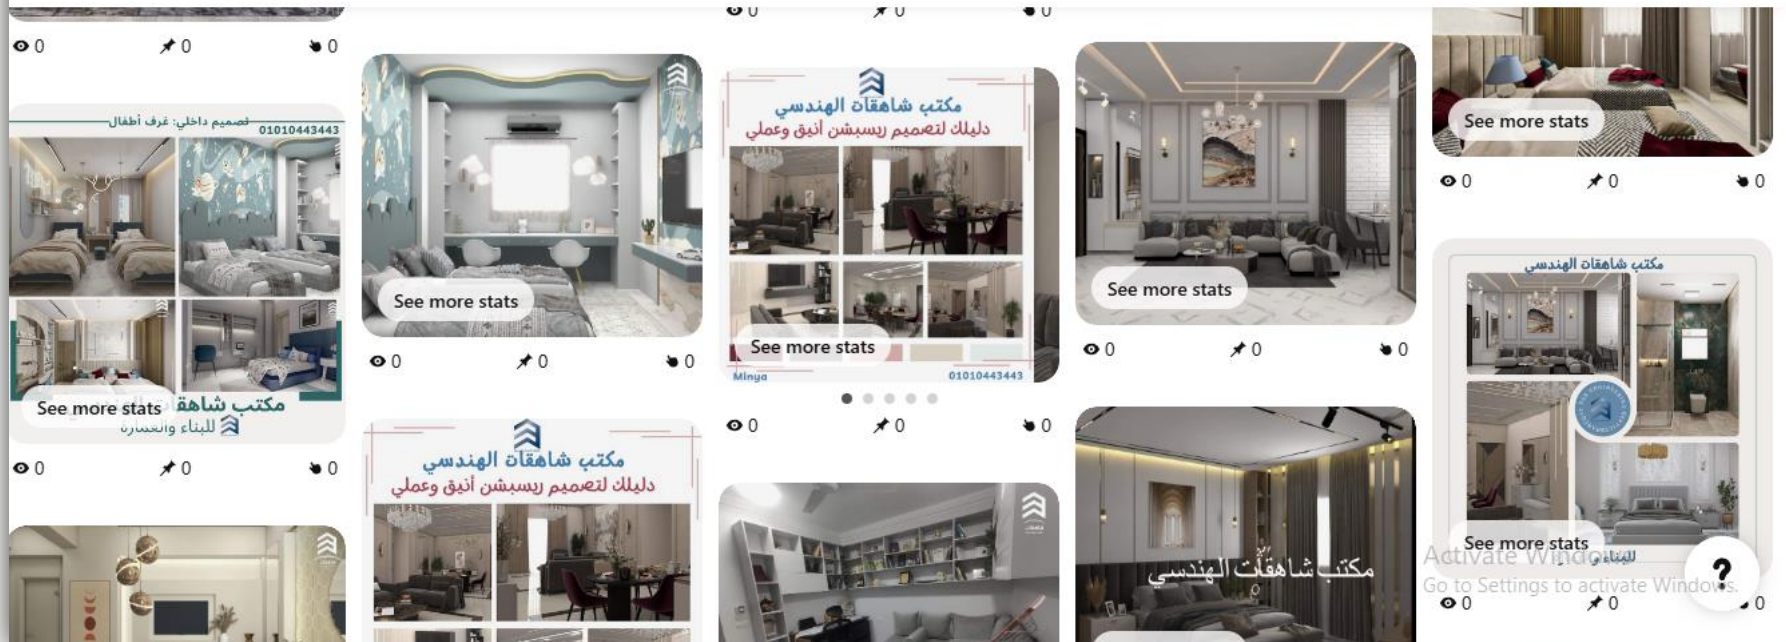 0 0 0
تصميم داخلي: غرف أطفال
01010443443
See more stats
مكتب شاهقات
للبناء والعمارة
0 0 0
See more stats
0 0 0
مكتب شاهقات الهندسي
دليلك لتصميم ريسبشن أنيق وعملي
0 0
مكتب شاهقات الهندسي
دليلك لتصميم ريسبشن أنيق وعملي
See more stats
Minya 01010443443
0 0 0
See more stats
0 0 0
مكتب شاهقات الهندسي
See more stats
0 0 0
مكتب شاهقات الهندسي
See more stats
للبناء و
Activate Windows
Go to Settings to activate Windows.
?
0 0 0